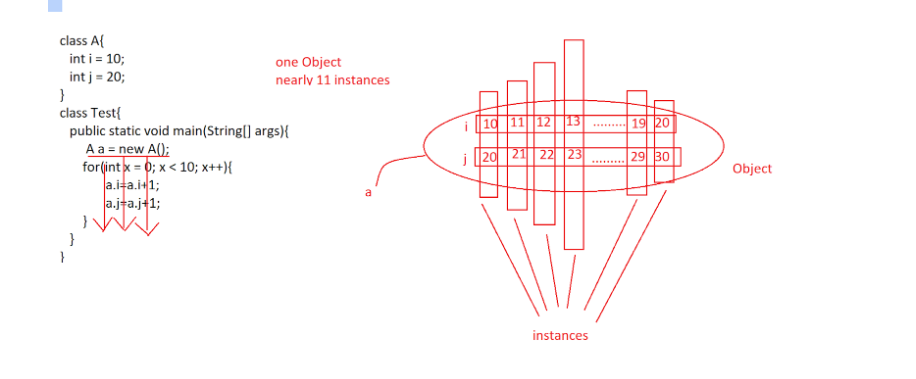 class A{
int i = 10;
int j = 20;
}
class Test{
public static void main(String[] args){
A a = new A();
for(int x = 0; x < 10; x++){
a.i=a.i+1;
a.j=a.j+1;
}
}
}
one Object
nearly 11 instances
i 10 11 12 13 ......... 19 20
j 20 21 22 23 ......... 29 30
a
Object
instances